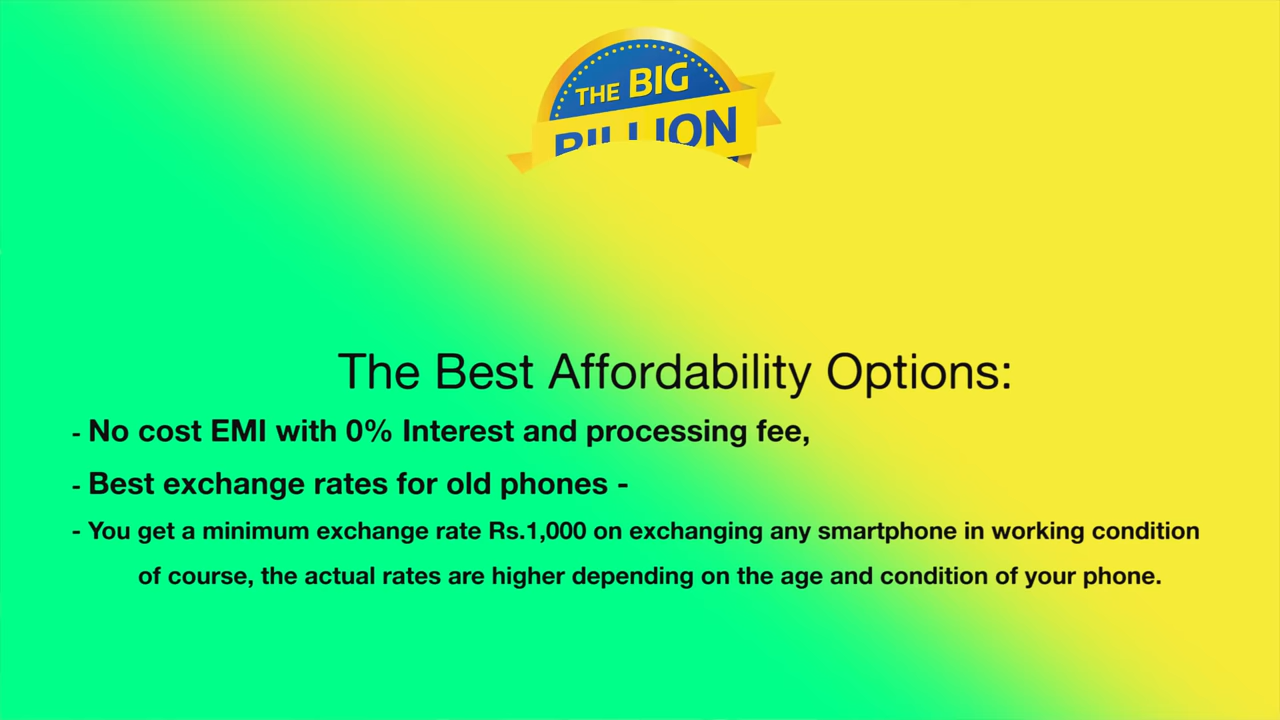 THE BIG
BILLION
The Best Affordability Options:
- No cost EMI with 0% Interest and processing fee,
- Best exchange rates for old phones -
- You get a minimum exchange rate Rs.1,000 on exchanging any smartphone in working condition
of course, the actual rates are higher depending on the age and condition of your phone.